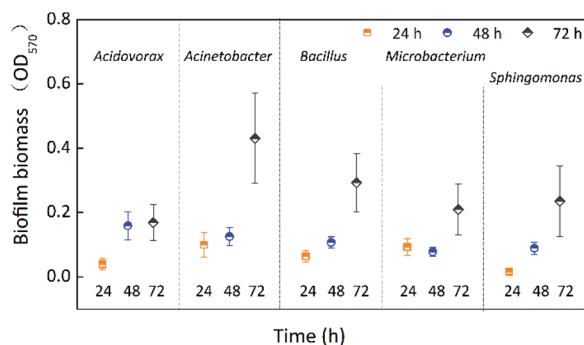 24 h 48 h 72 h
Acidovorax Acinetobacter Bacillus Microbacterium
Sphingomonas
Biofilm biomass （OD570）
0.8
0.6
0.4
0.2
0.0
24 48 72 24 48 72 24 48 72 24 48 72 24 48 72
Time (h)